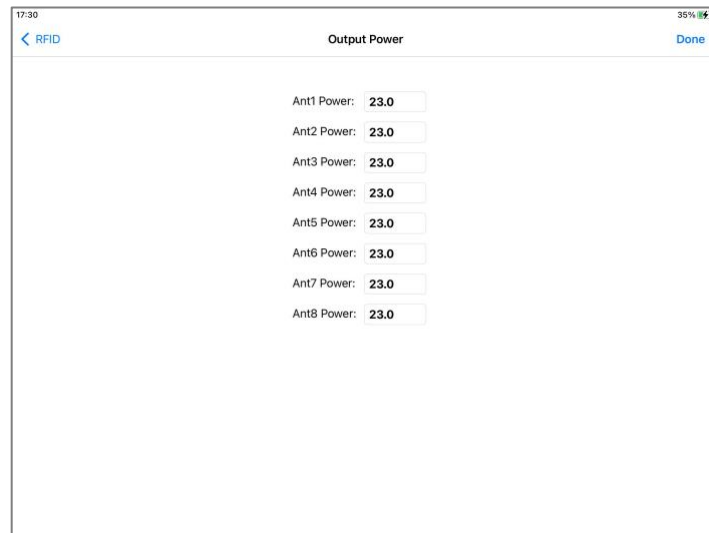 17:30 35%
RFID Output Power Done
Ant1 Power: 23.0
Ant2 Power: 23.0
Ant3 Power: 23.0
Ant4 Power: 23.0
Ant5 Power: 23.0
Ant6 Power: 23.0
Ant7 Power: 23.0
Ant8 Power: 23.0